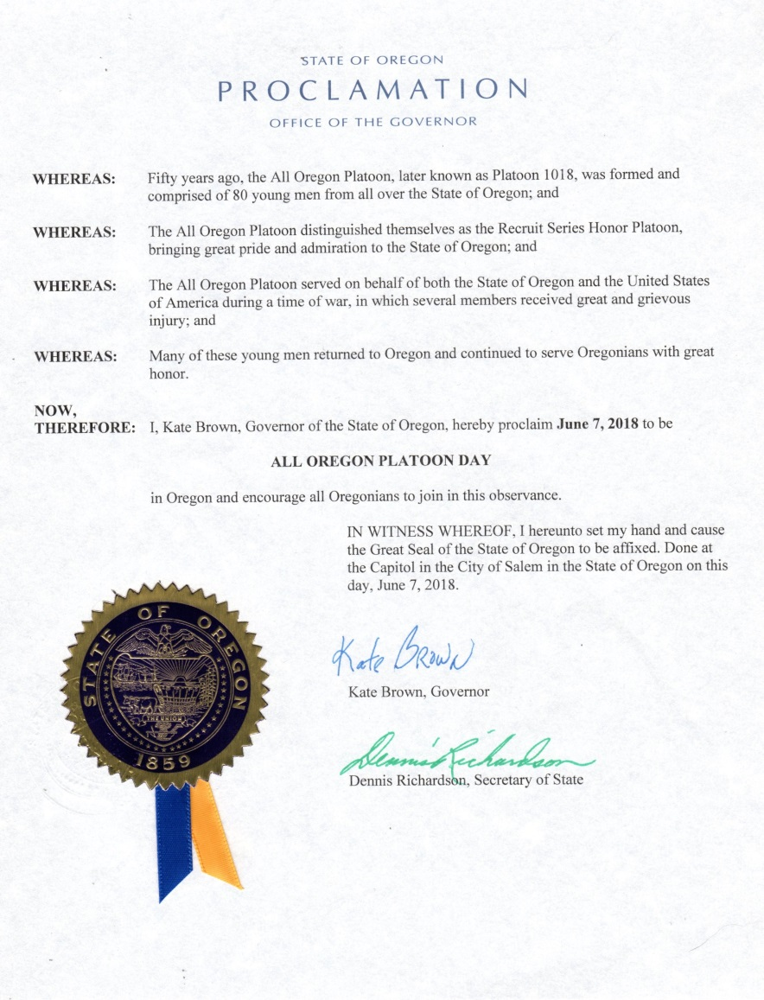 STATE OF OREGON
PROCLAMATION
OFFICE OF THE GOVERNOR
WHEREAS: Fifty years ago, the All Oregon Platoon, later known as Platoon 1018, was formed and
comprised of 80 young men from all over the State of Oregon; and
WHEREAS: The All Oregon Platoon distinguished themselves as the Recruit Series Honor Platoon,
bringing great pride and admiration to the State of Oregon; and
WHEREAS: The All Oregon Platoon served on behalf of both the State of Oregon and the United States
of America during a time of war, in which several members received great and grievous
injury; and
WHEREAS: Many of these young men returned to Oregon and continued to serve Oregonians with great
honor.
NOW,
THEREFORE: I, Kate Brown, Governor of the State of Oregon, hereby proclaim June 7, 2018 to be
ALL OREGON PLATOON DAY
in Oregon and encourage all Oregonians to join in this observance.
IN WITNESS WHEREOF, I hereunto set my hand and cause
the Great Seal of the State of Oregon to be affixed. Done at
the Capitol in the City of Salem in the State of Oregon on this
day, June 7, 2018.
STATE OF OREGON
THE UNION
1859
Kate Brown
Kate Brown, Governor
Dennis Richardson
Dennis Richardson, Secretary of State